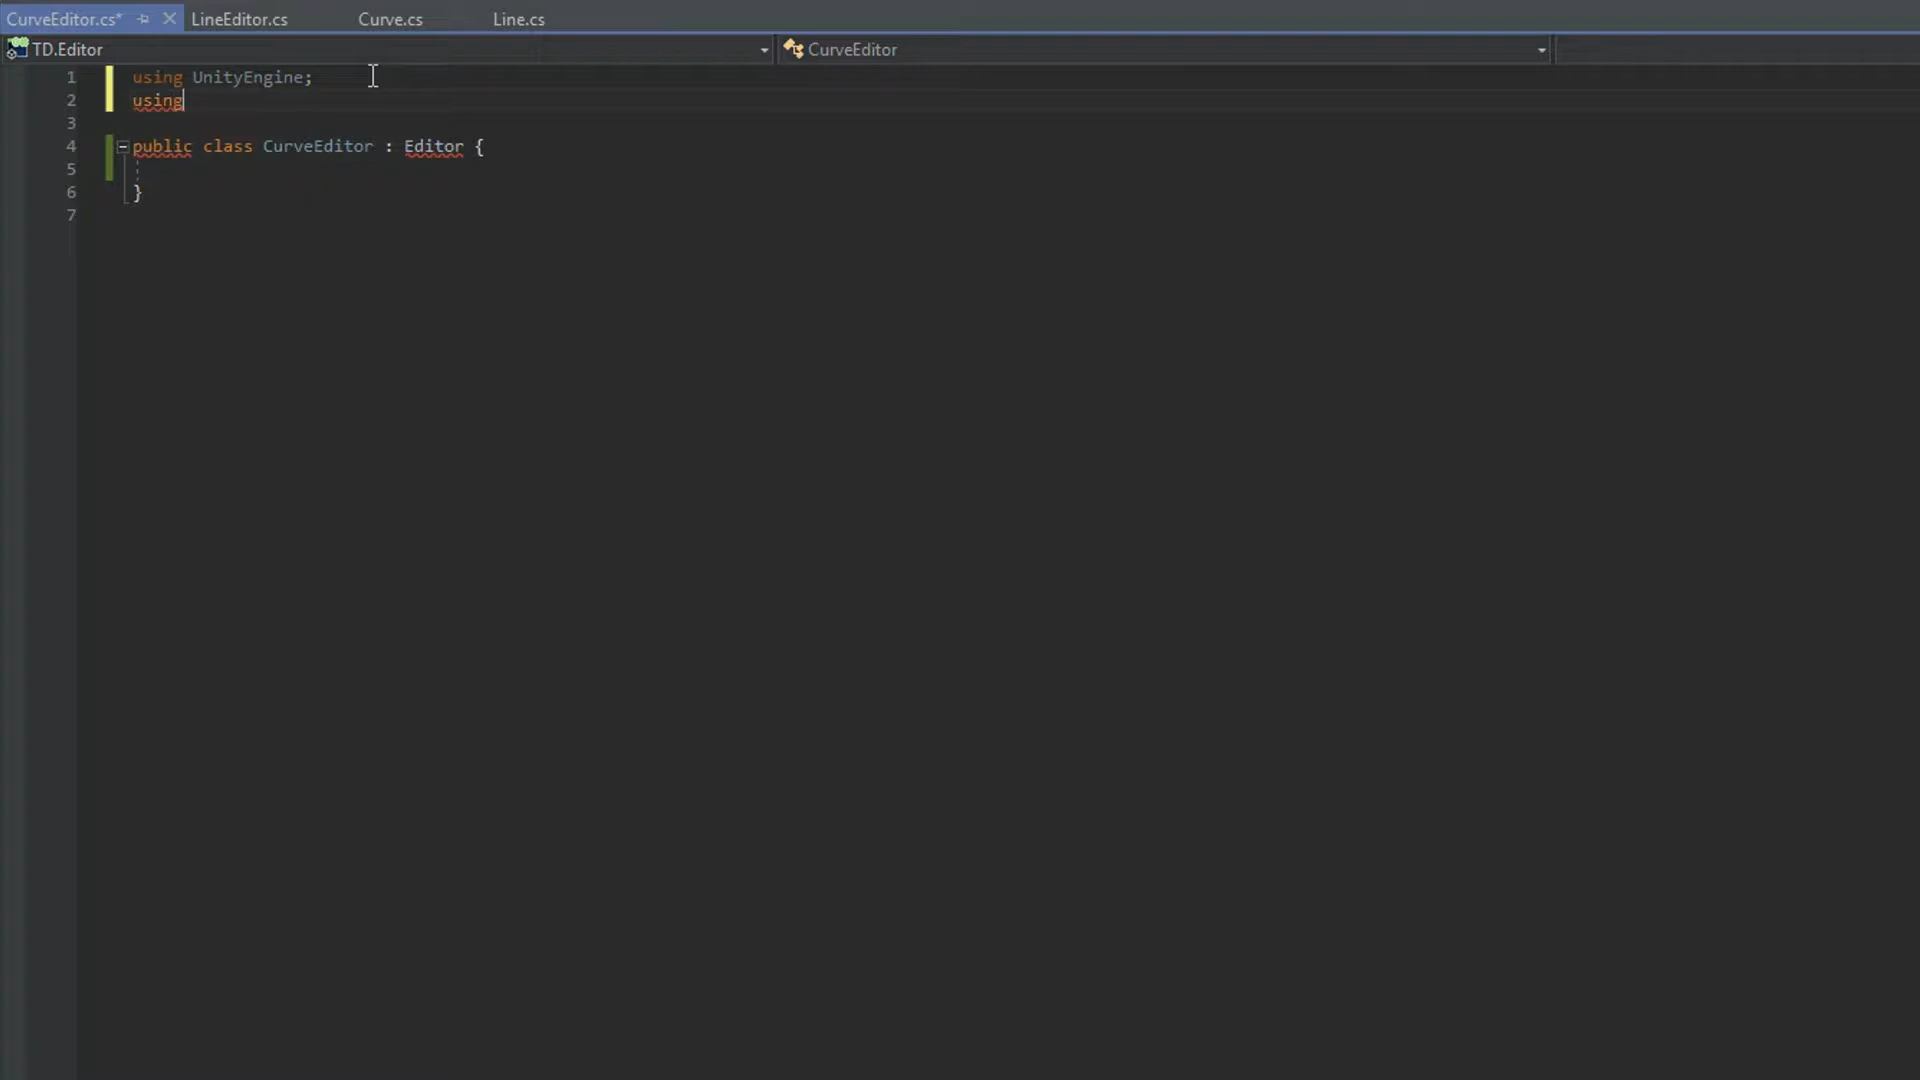 CurveEditor.cs* LineEditor.cs Curve.cs Line.cs
TD.Editor CurveEditor
1 using UnityEngine;
2 using
3
4 public class CurveEditor : Editor {
5
6 }
7